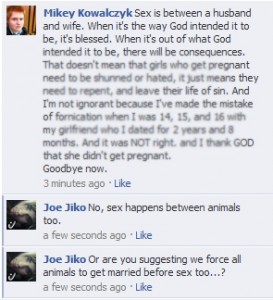 Mikey Kowalczyk Sex is between a husband
and wife. When it's the way God intended it to
be, it's blessed. When it's out of what God
intended it to be, there will be consequences.
That doesn't mean that girls who get pregnant
need to be shunned or hated, it just means they
need to repent, and leave their life of sin. And
I'm not ignorant because I've made the mistake
of fornication when I was 14, 15, and 16 with
my girlfriend who I dated for 2 years and 8
months. And it was NOT right. and I thank GOD
that she didn't get pregnant.
Goodbye now.
3 minutes ago · Like
Joe Jiko No, sex happens between animals
too.
a few seconds ago · Like
Joe Jiko Or are you suggesting we force all
animals to get married before sex too...?
a few seconds ago · Like